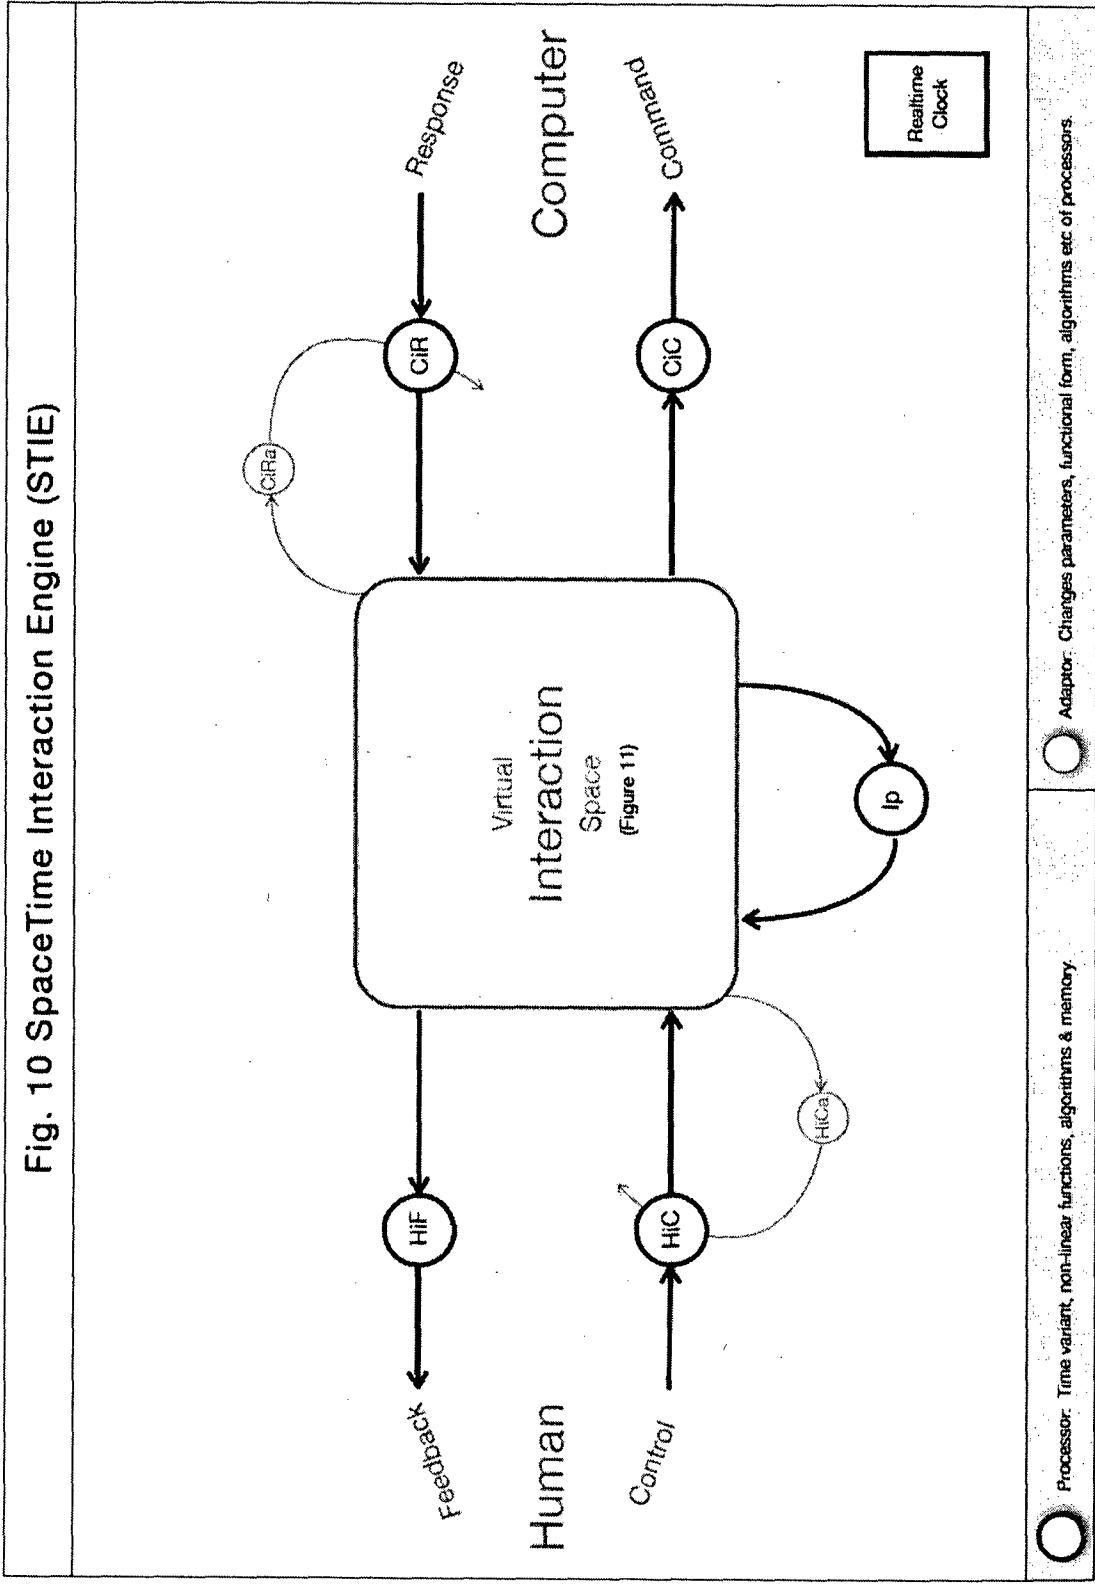 Fig. 10 SpaceTime Interaction Engine (STIE)
Feedback
HiF
CiRa
CiR
Response
Human
Virtual
Interaction
Space
(Figure 11)
Computer
Control
HiC
CiC
Command
HiCa
Ip
Realtime
Clock
Processor: Time variant, non-linear functions, algorithms & memory.
Adaptor: Changes parameters, functional form, algorithms etc of processors.